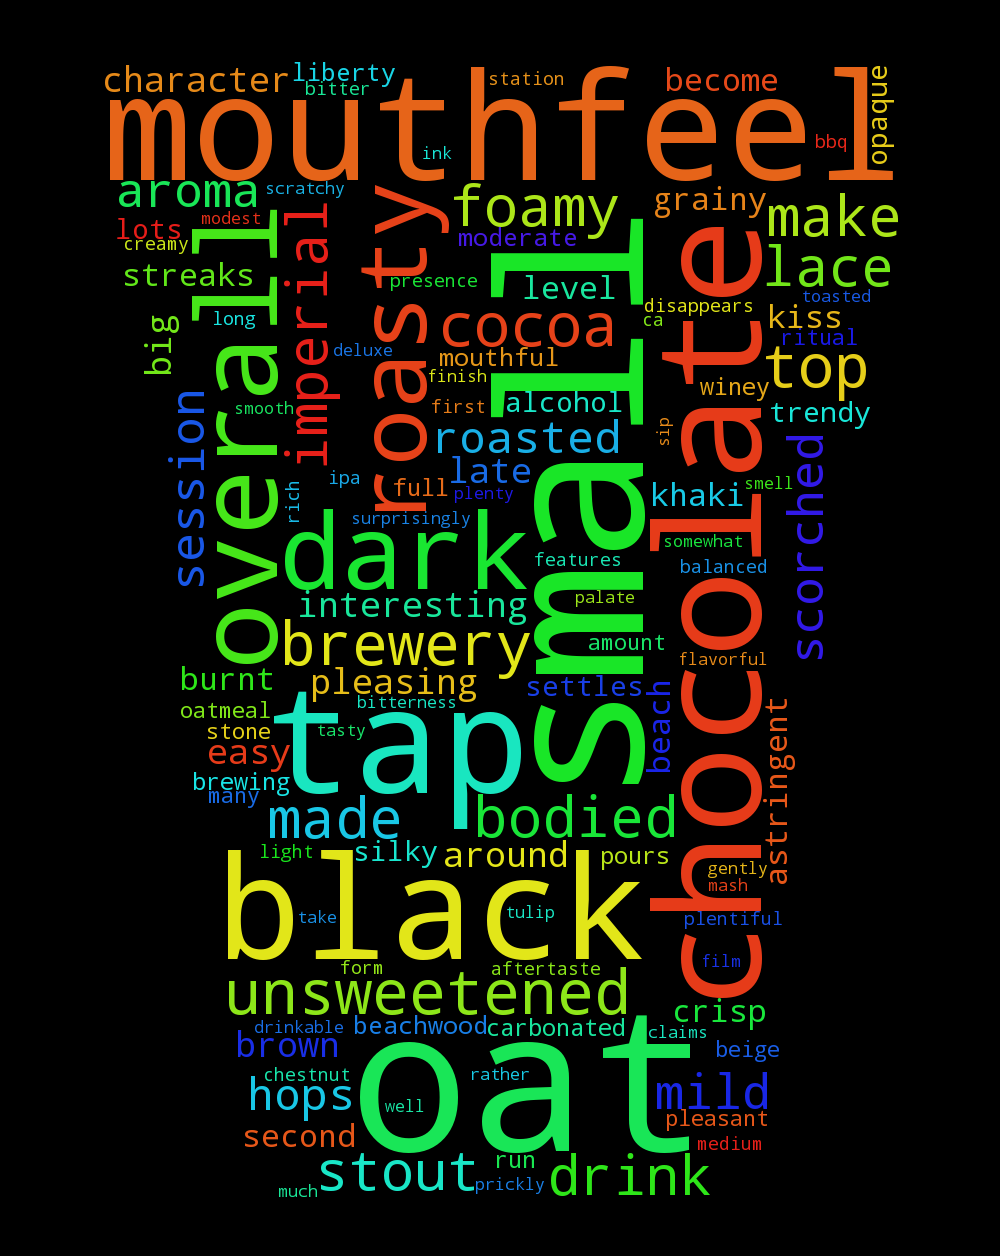 character
liberty
bitter
station
become
opaque
mouthfeel
ink
bbq
aroma
scratchy
lots
modest
creamy
streaks
overall
imperial
roasty
foamy
moderate
grainy
make
lace
presence
level
small
chocolate
disappears
ca
toasted
kiss
ritual
big
long
cocoa
deluxe
mouthful
finish
top
winey
smooth
first
alcohol
sip
trendy
session
roasted
late
ipa
full
plenty
rich
khaki
smell
scorched
surprisingly
dark
somewhat
features
balanced
interesting
palate
brewery
amount
flavorful
burnt
pleasing
settles
beach
bitterness
oatmeal
stone
tasty
tap
easy
astringent
brewing
many
made
bodied
light
silky
around
pours
gently
mash
black
take
tulip
plentiful
form
aftertaste
film
unsweetened
crisp
drinkable
beachwood
carbonated
claims
brown
beige
chestnut
rather
oat
hops
well
mild
pleasant
second
medium
stout
run
drink
much
prickly